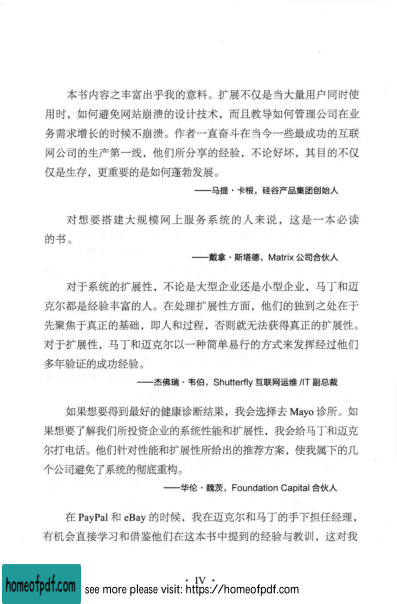 本书内容之丰富出乎我的意料。扩展不仅是当大量用户同时使
用时，如何避免网站崩溃的设计技术，而且教导如何管理公司在业
务需求增长的时候不崩溃。作者一直奋斗在当今一些最成功的互联
网公司的生产第一线，他们所分享的经验，不论好坏，其目的不仅
仅是生存，更重要的是如何蓬勃发展。
——马提·卡根，硅谷产品集团创始人
对想要搭建大规模网上服务系统的人来说，这是一本必读
的书。
——戴拿·斯塔德，Matrix 公司合伙人
对于系统的扩展性，不论是大型企业还是小型企业，马丁和迈
克尔都是经验丰富的人。在处理扩展性方面，他们的独到之处在于
先聚焦于真正的基础，即人和过程，否则就无法获得真正的扩展性。
对于扩展性，马丁和迈克尔以一种简单易行的方式来发挥经过他们
多年验证的成功经验。
——杰佛瑞·韦伯，Shutterfly 互联网运维 /IT 副总裁
如果想要得到最好的健康诊断结果，我会选择去 Mayo 诊所。如
果想要了解我们所投资企业的系统性能和扩展性，我会给马丁和迈克
尔打电话。他们针对性能和扩展性所给出的推荐方案，使我属下的几
个公司避免了系统的彻底重构。
——华伦·魏茨，Foundation Capital 合伙人
在 PayPal 和 eBay 的时候，我在迈克尔和马丁的手下担任经理，
有机会直接学习和借鉴他们在这本书中提到的经验与教训，这对我
· IV ·
homeofpdf.com
see more please visit: https://homeofpdf.com